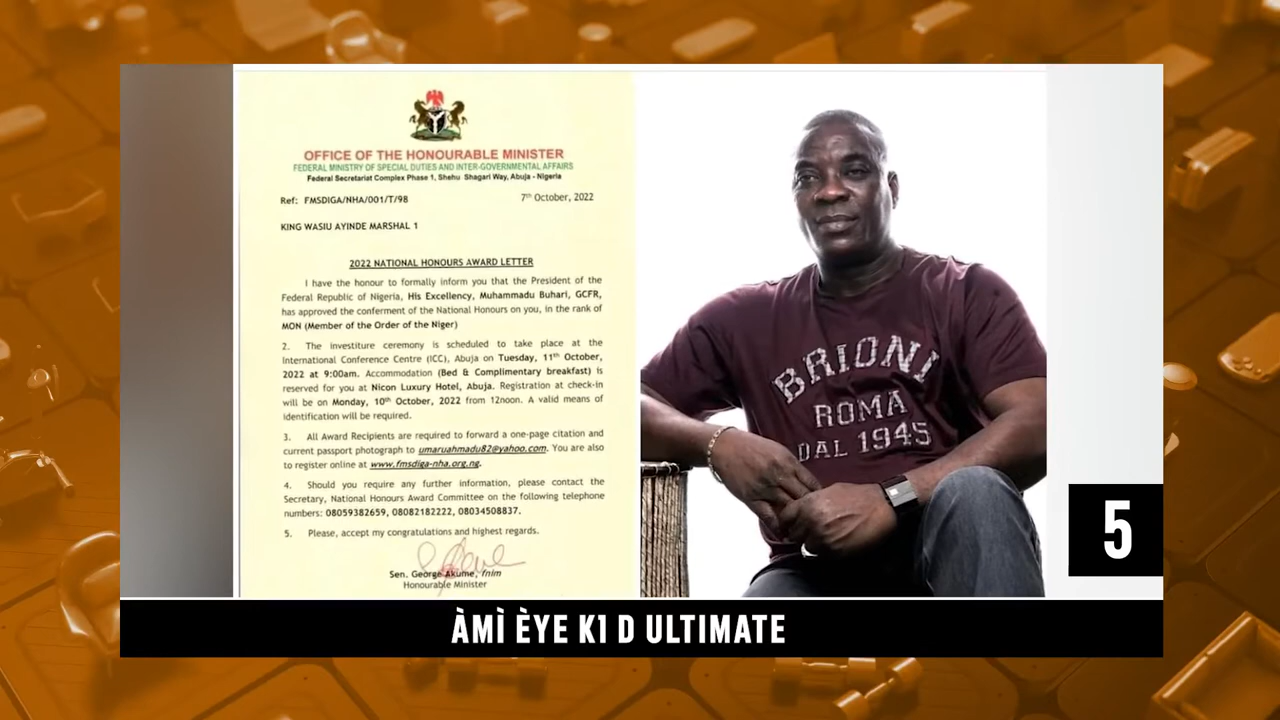 OFFICE OF THE HONOURABLE MINISTER
FEDERAL MINISTRY OF SPECIAL DUTIES AND INTER-GOVERNMENTAL AFFAIRS
Federal Secretariat Complex Phase 1, Shehu Shagari Way, Abuja - Nigeria
Ref: FMSDIGA/NHA/001/T/98
7th October, 2022
KING WASIU AYINDE MARSHAL 1
2022 NATIONAL HONOURS AWARD LETTER
I have the honour to formally inform you that the President of the
Federal Republic of Nigeria, His Excellency, Muhammadu Buhari, GCFR,
has approved the conferment of the National Honours on you, in the rank of
MON (Member of the Order of the Niger)
2. The investiture ceremony is scheduled to take place at the
International Conference Centre (ICC), Abuja on Tuesday, 11th October,
2022 at 9:00am. Accommodation (Bed & Complimentary breakfast) is
reserved for you at Nicon Luxury Hotel, Abuja. Registration at check-in
will be on Monday, 10th October, 2022 from 12noon. A valid means of
identification will be required.
3. All Award Recipients are required to forward a one-page citation and
current passport photograph to umaruahmadu82@yahoo.com. You are also
to register online at www.fmsdiga-nha.org.ng.
4. Should you require any further information, please contact the
Secretary, National Honours Award Committee on the following telephone
numbers: 08059382659, 08082182222, 08034508837.
5. Please, accept my congratulations and highest regards.
Sen. George Akume, fnim
Honourable Minister
BRIONI
ROMA
DAL 1945
5
ÀMÌ ÈYE K1 D ULTIMATE